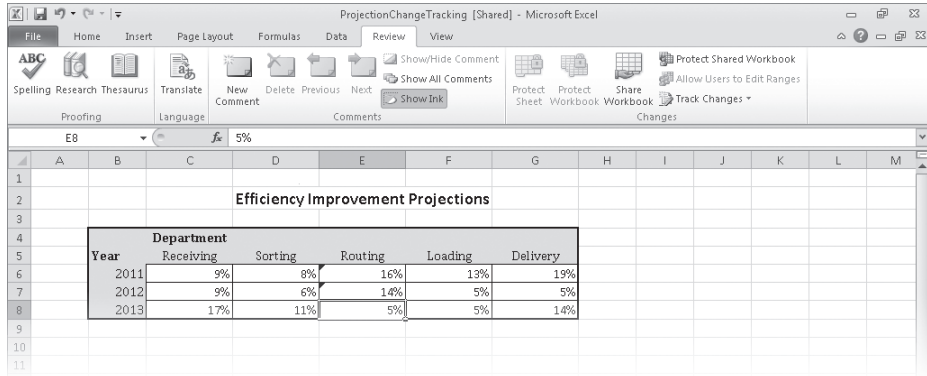 ProjectionChangeTracking [Shared] - Microsoft Excel
File Home Insert Page Layout Formulas Data Review View
ABC
Spelling Research Thesaurus
Proofing
Translate
Language
New Comment Delete Previous Next
Show/Hide Comment
Show All Comments
Show Ink
Comments
Protect Sheet Protect Workbook Share Workbook
Protect Shared Workbook
Allow Users to Edit Ranges
Track Changes
Changes
E8 fx 5%
A B C D E F G H I J K L M
1
2 Efficiency Improvement Projections
3
4 Department
5 Year Receiving Sorting Routing Loading Delivery
6 2011 9% 8% 16% 13% 19%
7 2012 9% 6% 14% 5% 5%
8 2013 17% 11% 5% 5% 14%
9
10
11